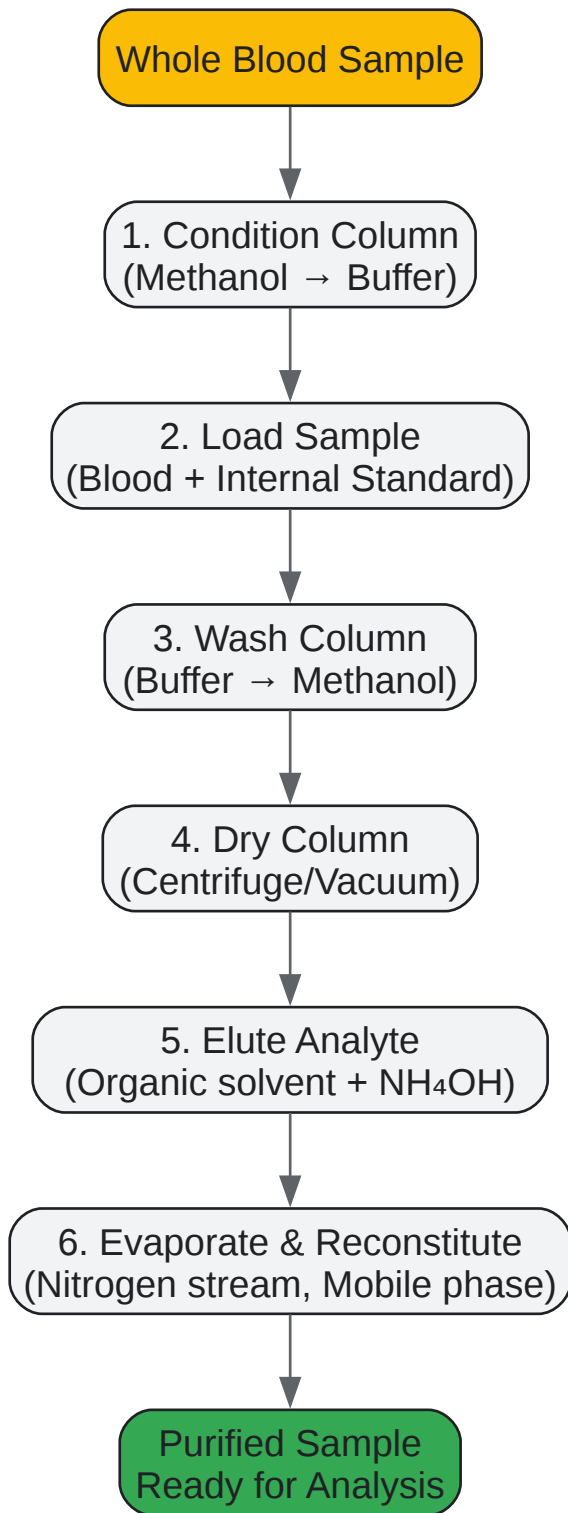 Whole Blood Sample
1. Condition Column
(Methanol → Buffer)
2. Load Sample
(Blood + Internal Standard)
3. Wash Column
(Buffer → Methanol)
4. Dry Column
(Centrifuge/Vacuum)
5. Elute Analyte
(Organic solvent + NH₄OH)
6. Evaporate & Reconstitute
(Nitrogen stream, Mobile phase)
Purified Sample
Ready for Analysis